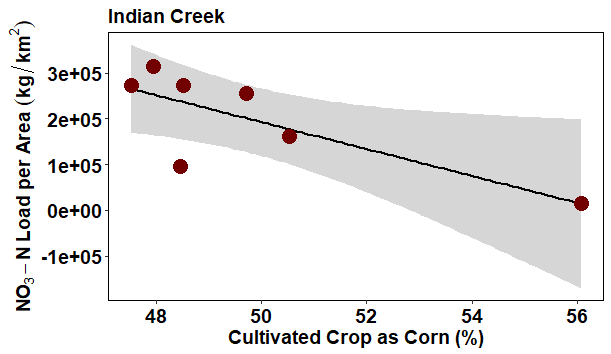 Indian Creek
NO₃−N Load per Area (kg/km²)
3e+05
2e+05
1e+05
0e+00
-1e+05
48 50 52 54 56
Cultivated Crop as Corn (%)